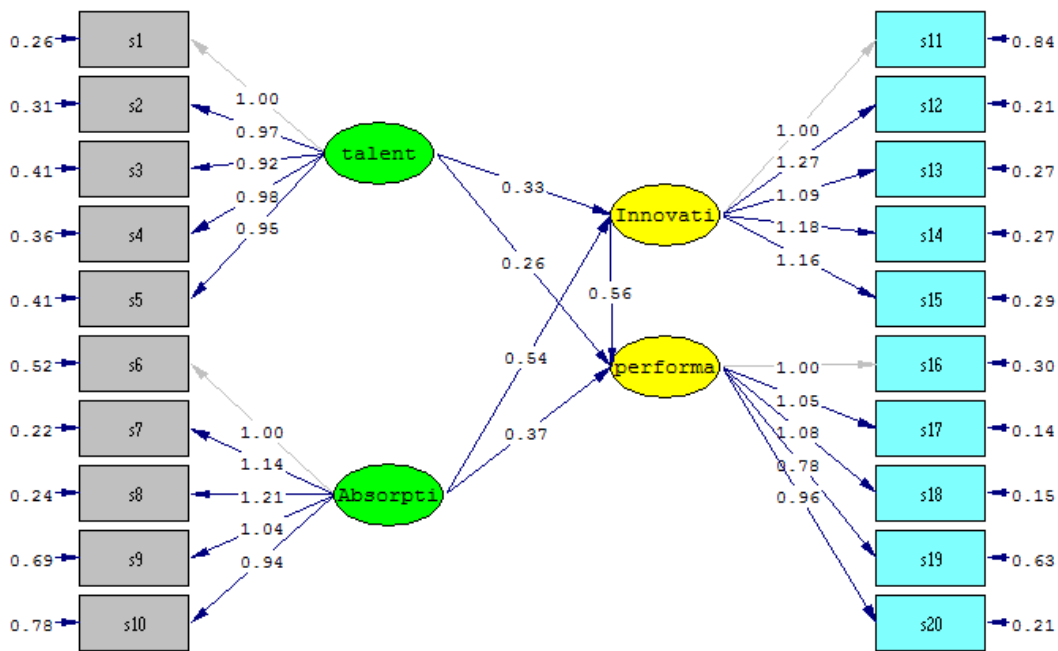 0.26 s1
0.31 s2
0.41 s3
0.36 s4
0.41 s5
0.52 s6
0.22 s7
0.24 s8
0.69 s9
0.78 s10
1.00
0.97
0.92
0.98
0.95
talent
1.00
1.14
1.21
1.04
0.94
Absorpti
0.33
0.26
0.56
0.54
0.37
Innovati
performa
1.00
1.27
1.09
1.18
1.16
1.00
1.05
1.08
0.78
0.96
s11 0.84
s12 0.21
s13 0.27
s14 0.27
s15 0.29
s16 0.30
s17 0.14
s18 0.15
s19 0.63
s20 0.21